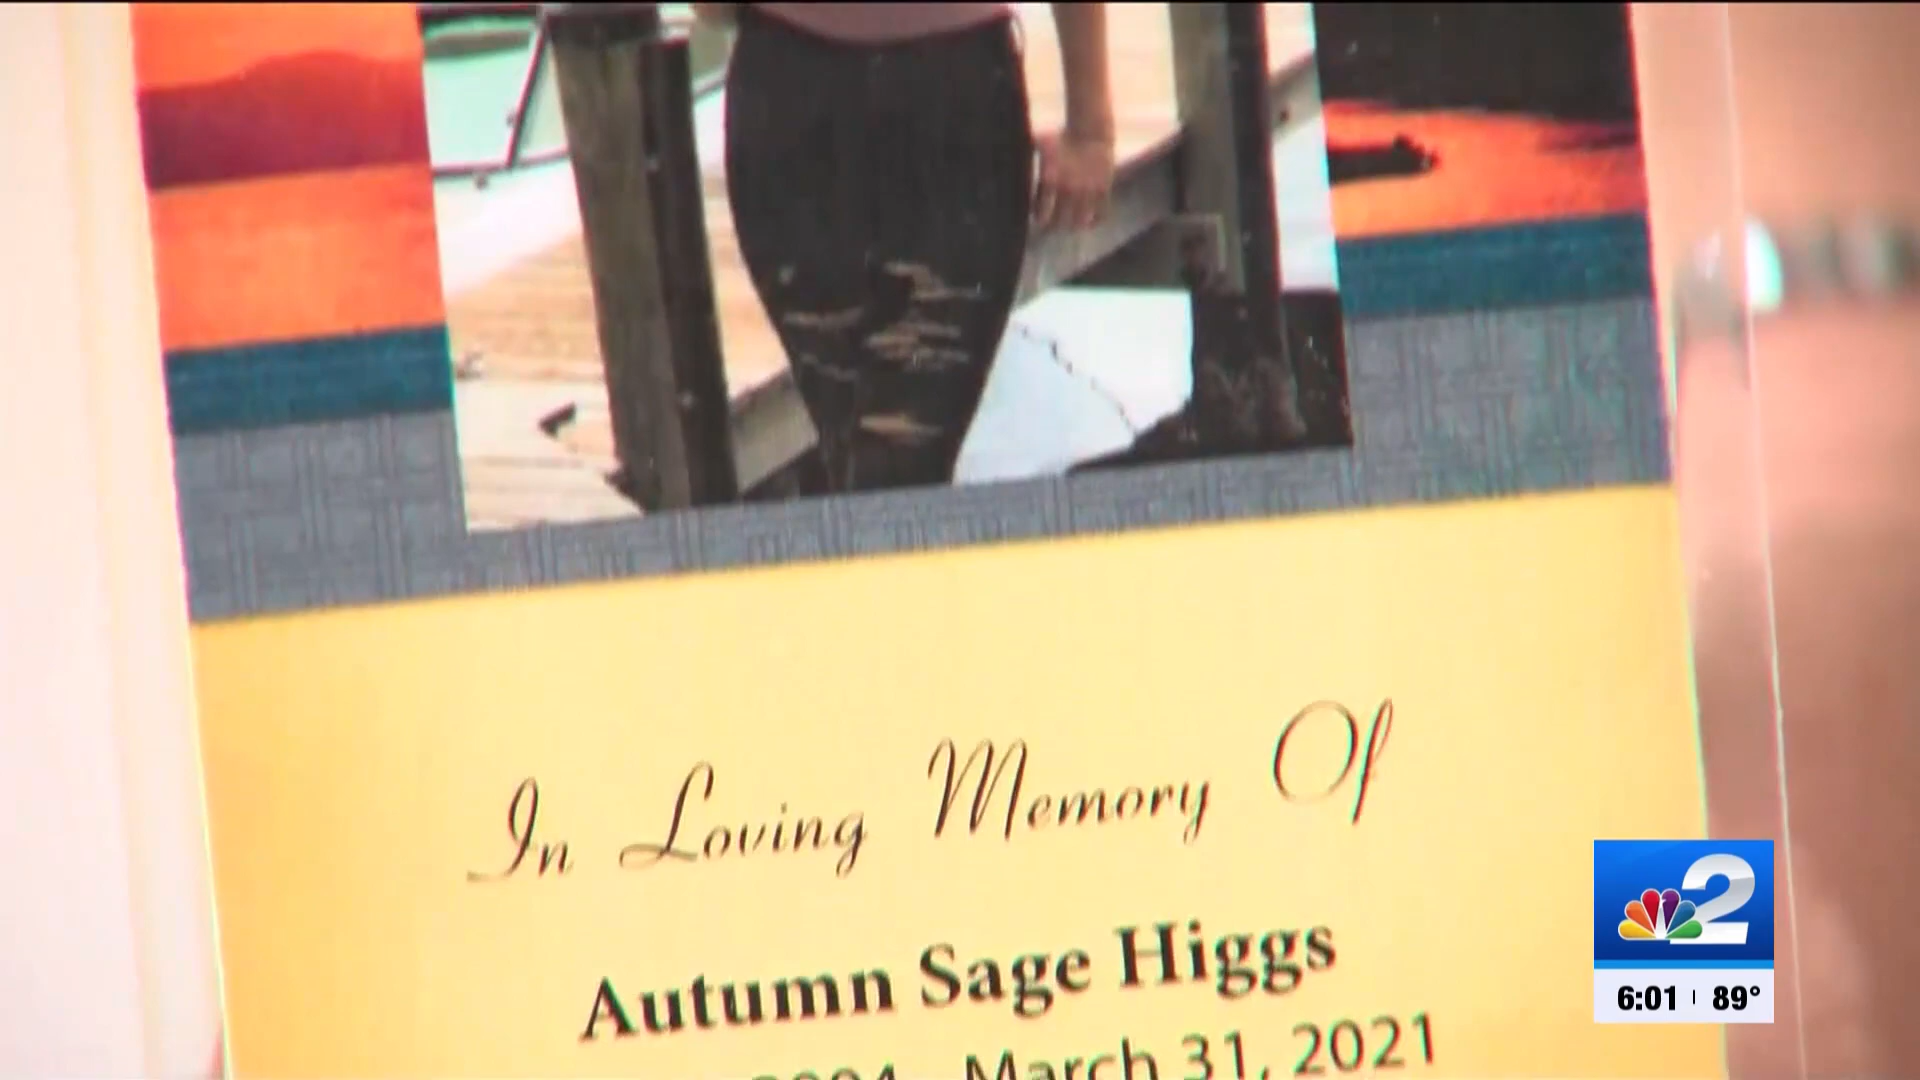 In Loving Memory Of
Autumn Sage Higgs
March 31, 2021
2
6:01 89°